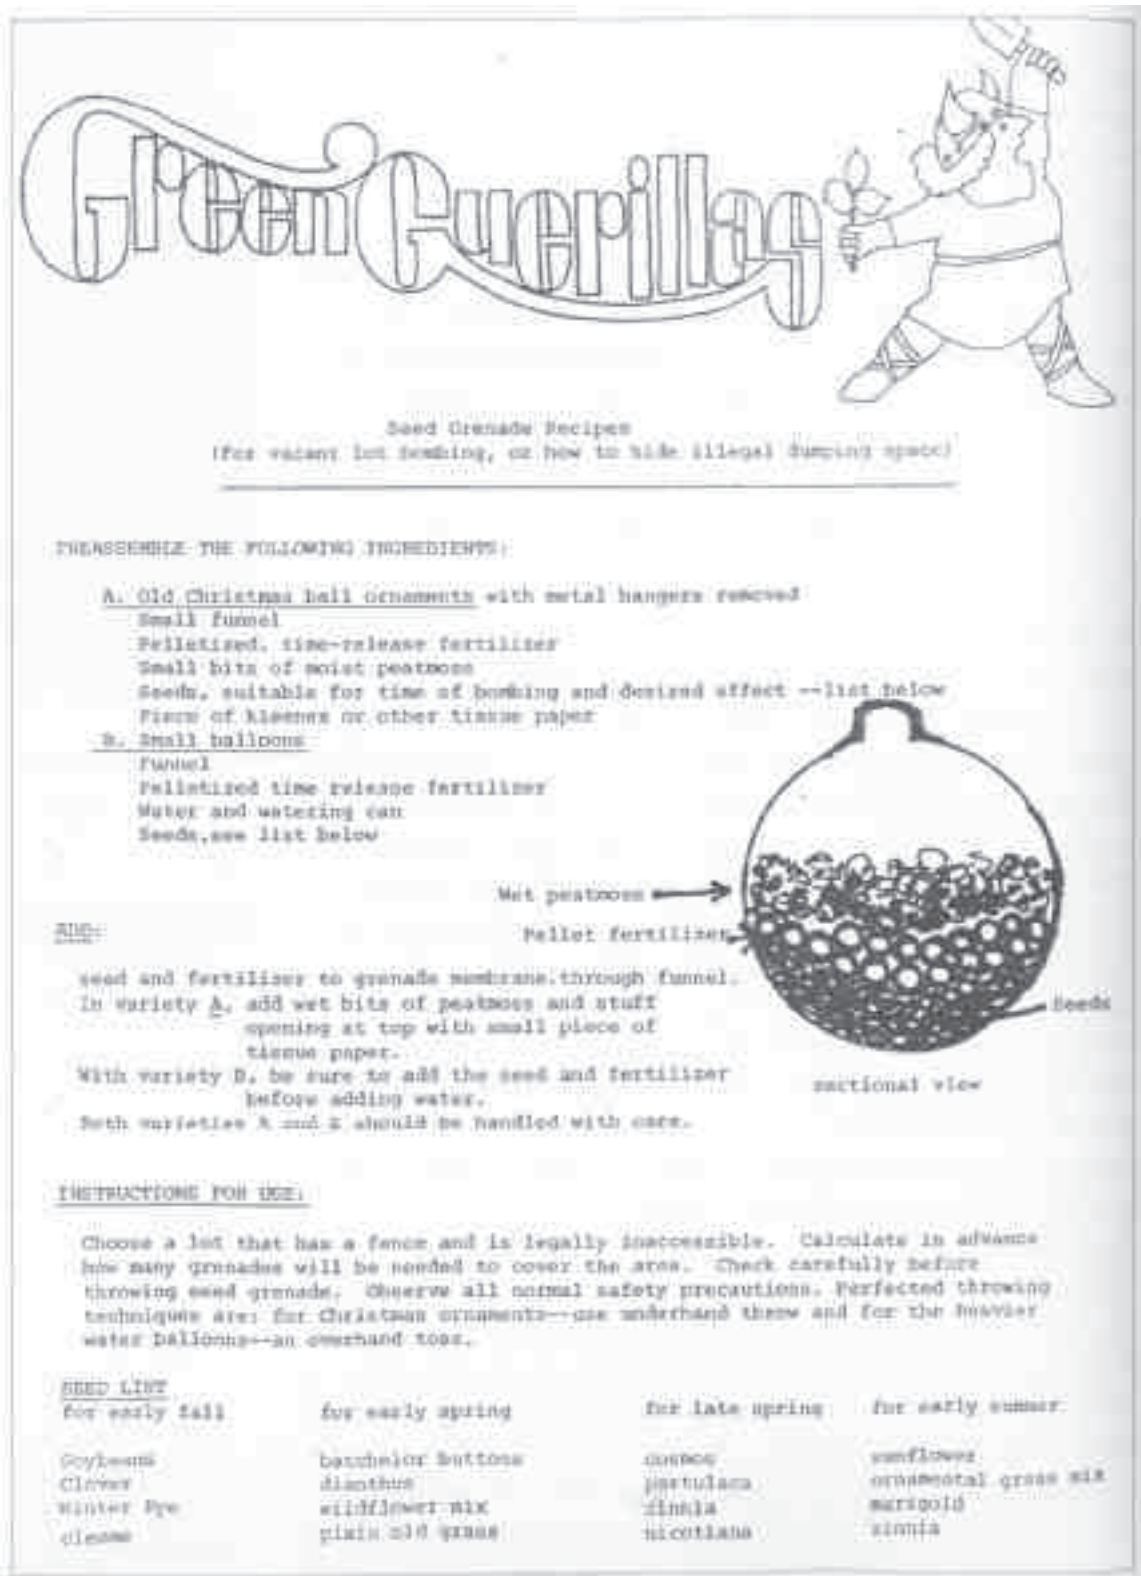 Green Guerillas
Seed Grenade Recipes
(For vacant lot bombing, or how to hide illegal dumping space)
PREASSEMBLE THE FOLLOWING INGREDIENTS:
A. Old Christmas ball ornaments with metal hangers removed
Small funnel
Pelletized, time-release fertilizer
Small bits of moist peatmoss
Seeds, suitable for time of bombing and desired effect --list below
Piece of kleenex or other tissue paper
B. Small balloons
Funnel
Pelletized time release fertilizer
Water and watering can
Seeds,see list below
Wet peatmoss
Pellet fertilizer
Seeds
sectional view
ADD:
seed and fertilizer to grenade membrane.through funnel.
In variety A, add wet bits of peatmoss and stuff
opening at top with small piece of
tissue paper.
With variety B, be sure to add the seed and fertilizer
before adding water.
Both varieties A and B should be handled with care.
INSTRUCTIONS FOR USE:
Choose a lot that has a fence and is legally inaccessible. Calculate in advance
how many grenades will be needed to cover the area. Check carefully before
throwing seed grenade. Observe all normal safety precautions. Perfected throwing
techniques are: for Christmas ornaments--use underhand throw and for the heavier
water balloons--an overhand toss.
SEED LIST
for early fall for early spring for late spring for early summer
Soybeans batchelor buttons cosmos sunflower
Clover dianthus portulaca ornamental grass mix
Winter Rye wildflower mix zinnia marigold
cleome plain old grass nicotiana zinnia